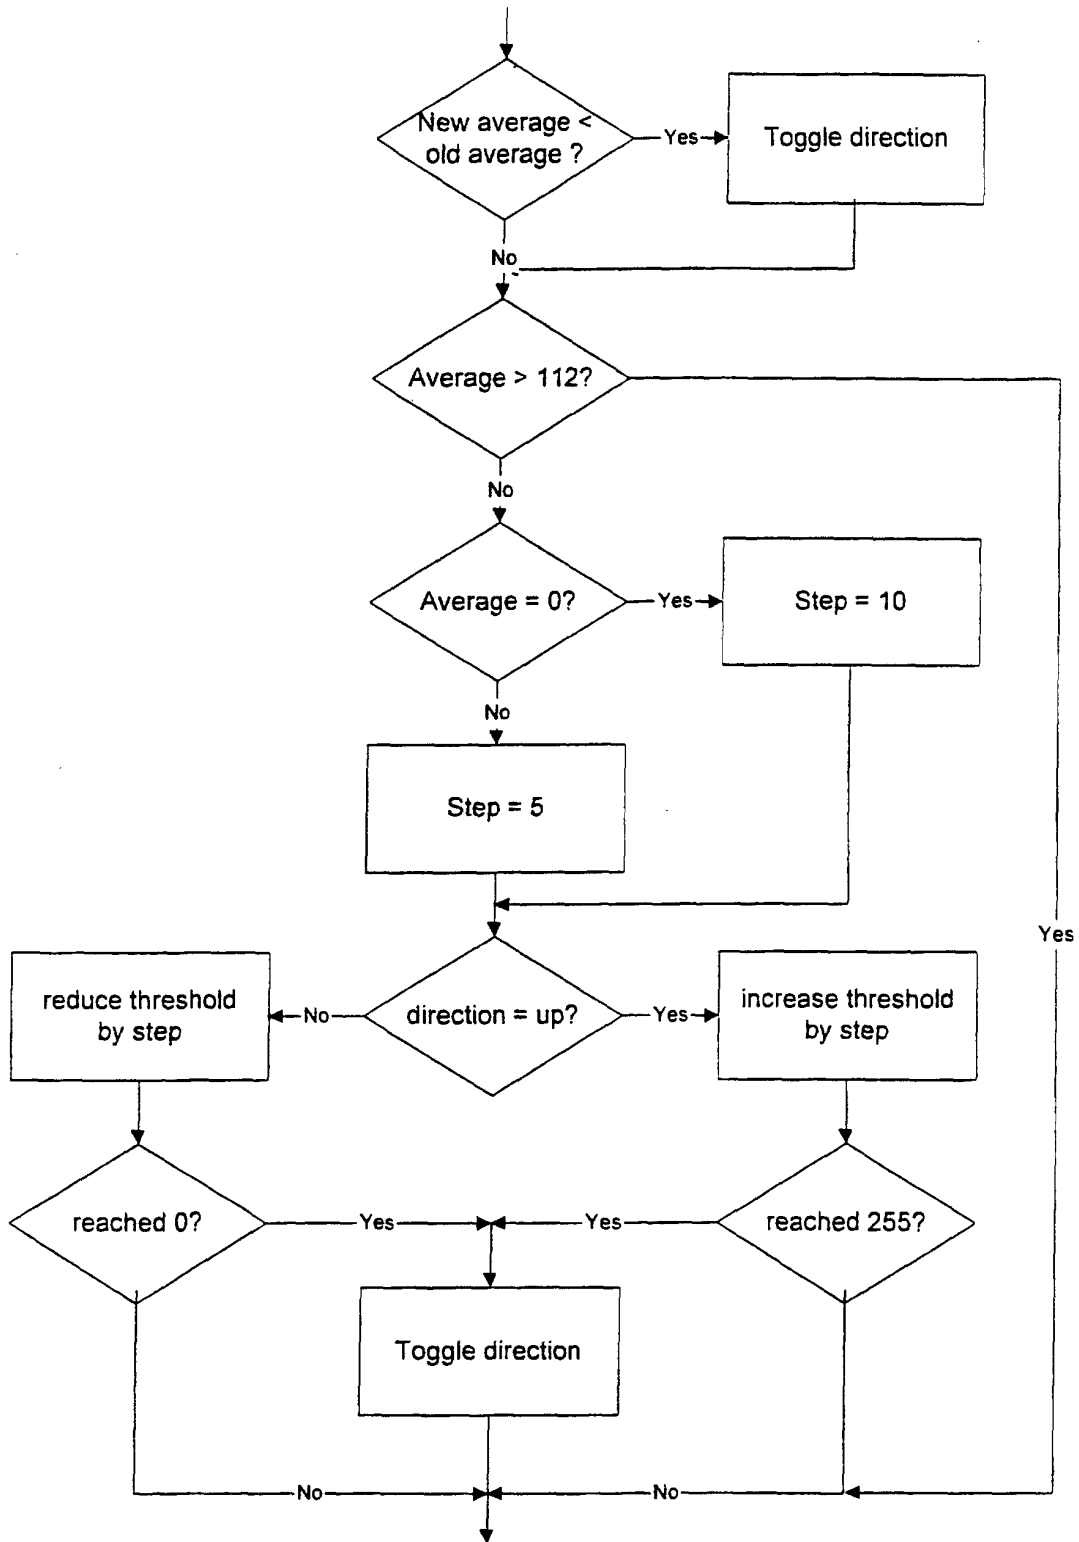 New average <
old average ?
Yes
Toggle direction
No
Average > 112?
No
Average = 0?
Yes
Step = 10
No
Step = 5
Yes
reduce threshold
by step
No
direction = up?
Yes
increase threshold
by step
reached 0?
Yes
Yes
reached 255?
Toggle direction
No
No